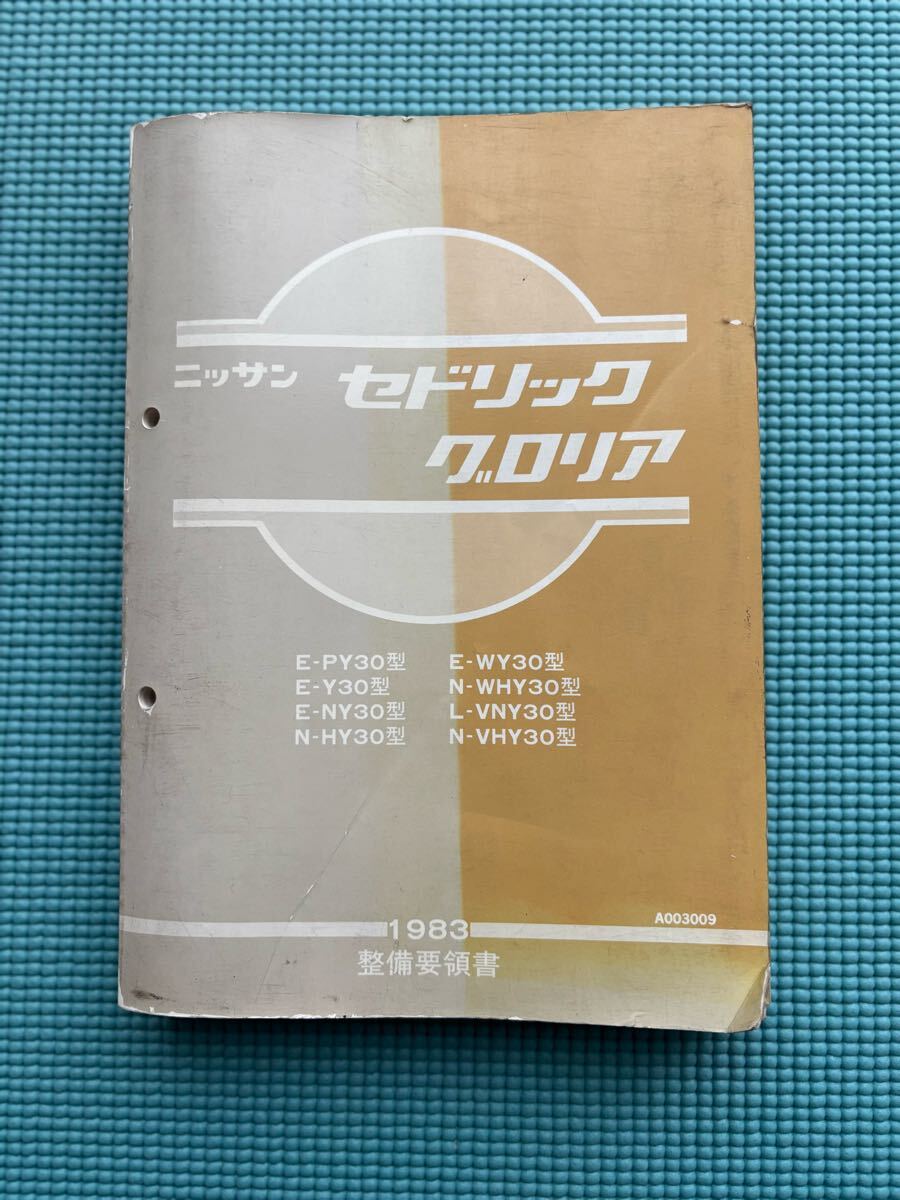 ニッサン セドリック
グロリア
E-PY30型 E-WY30型
E-Y30型 N-WHY30型
E-NY30型 L-VNY30型
N-HY30型 N-VHY30型
A003009
1983
整備要領書